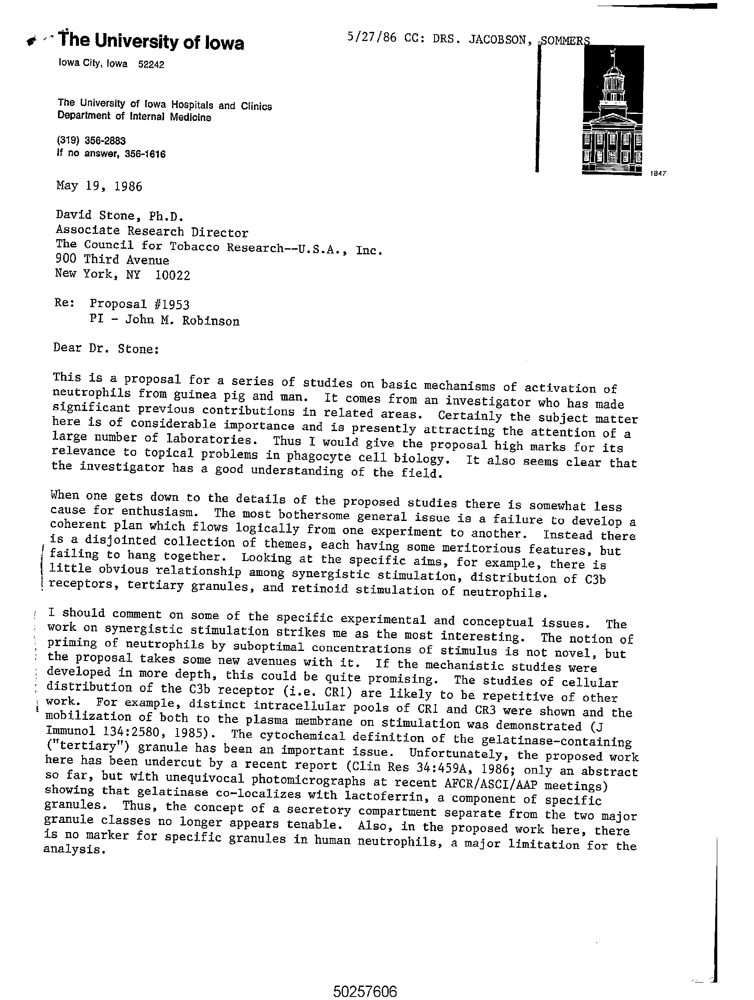 The University of Iowa
5/27/86 CC: DRS. JACOBSON, SOMMERS
Iowa City, Iowa 52242
The University of Iowa Hospitals and Clinics
Department of Internal Medicine
(319) 356-2883
If no answer, 356-1616
1847
May 19, 1986
David Stone, Ph.D.
Associate Research Director
The Council for Tobacco Research--U.S.A., Inc.
900 Third Avenue
New York, NY 10022
Re: Proposal #1953
PI - John M. Robinson
Dear Dr. Stone:
This is a proposal for a series of studies on basic mechanisms of activation of
neutrophils from guinea pig and man. It comes from an investigator who has made
significant previous contributions in related areas. Certainly the subject matter
here is of considerable importance and is presently attracting the attention of a
large number of laboratories. Thus I would give the proposal high marks for its
relevance to topical problems in phagocyte cell biology. It also seems clear that
the investigator has a good understanding of the field.
When one gets down to the details of the proposed studies there is somewhat less
cause for enthusiasm. The most bothersome general issue is a failure to develop a
coherent plan which flows logically from one experiment to another. Instead there
is a disjointed collection of themes, each having some meritorious features, but
failing to hang together. Looking at the specific aims, for example, there is
little obvious relationship among synergistic stimulation, distribution of C3b
receptors, tertiary granules, and retinoid stimulation of neutrophils.
I should comment on some of the specific experimental and conceptual issues. The
work on synergistic stimulation strikes me as the most interesting. The notion of
priming of neutrophils by suboptimal concentrations of stimulus is not novel, but
the proposal takes some new avenues with it. If the mechanistic studies were
developed in more depth, this could be quite promising. The studies of cellular
distribution of the C3b receptor (i.e. CR1) are likely to be repetitive of other
work. For example, distinct intracellular pools of CR1 and CR3 were shown and the
mobilization of both to the plasma membrane on stimulation was demonstrated (J
Immunol 134:2580, 1985). The cytochemical definition of the gelatinase-containing
("tertiary") granule has been an important issue. Unfortunately, the proposed work
here has been undercut by a recent report (Clin Res 34:459A, 1986; only an abstract
so far, but with unequivocal photomicrographs at recent AFCR/ASCI/AAP meetings)
showing that gelatinase co-localizes with lactoferrin, a component of specific
granules. Thus, the concept of a secretory compartment separate from the two major
granule classes no longer appears tenable. Also, in the proposed work here, there
is no marker for specific granules in human neutrophils, a major limitation for the
analysis.
50257606